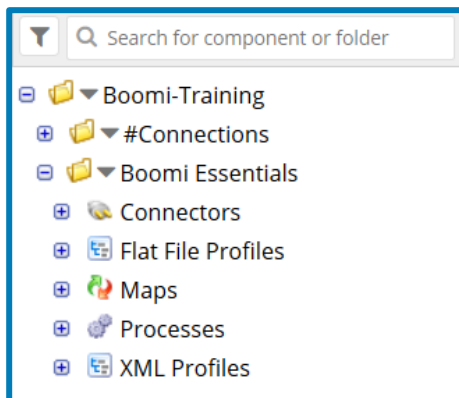 Search for component or folder
Boomi-Training
#Connections
Boomi Essentials
Connectors
Flat File Profiles
Maps
Processes
XML Profiles